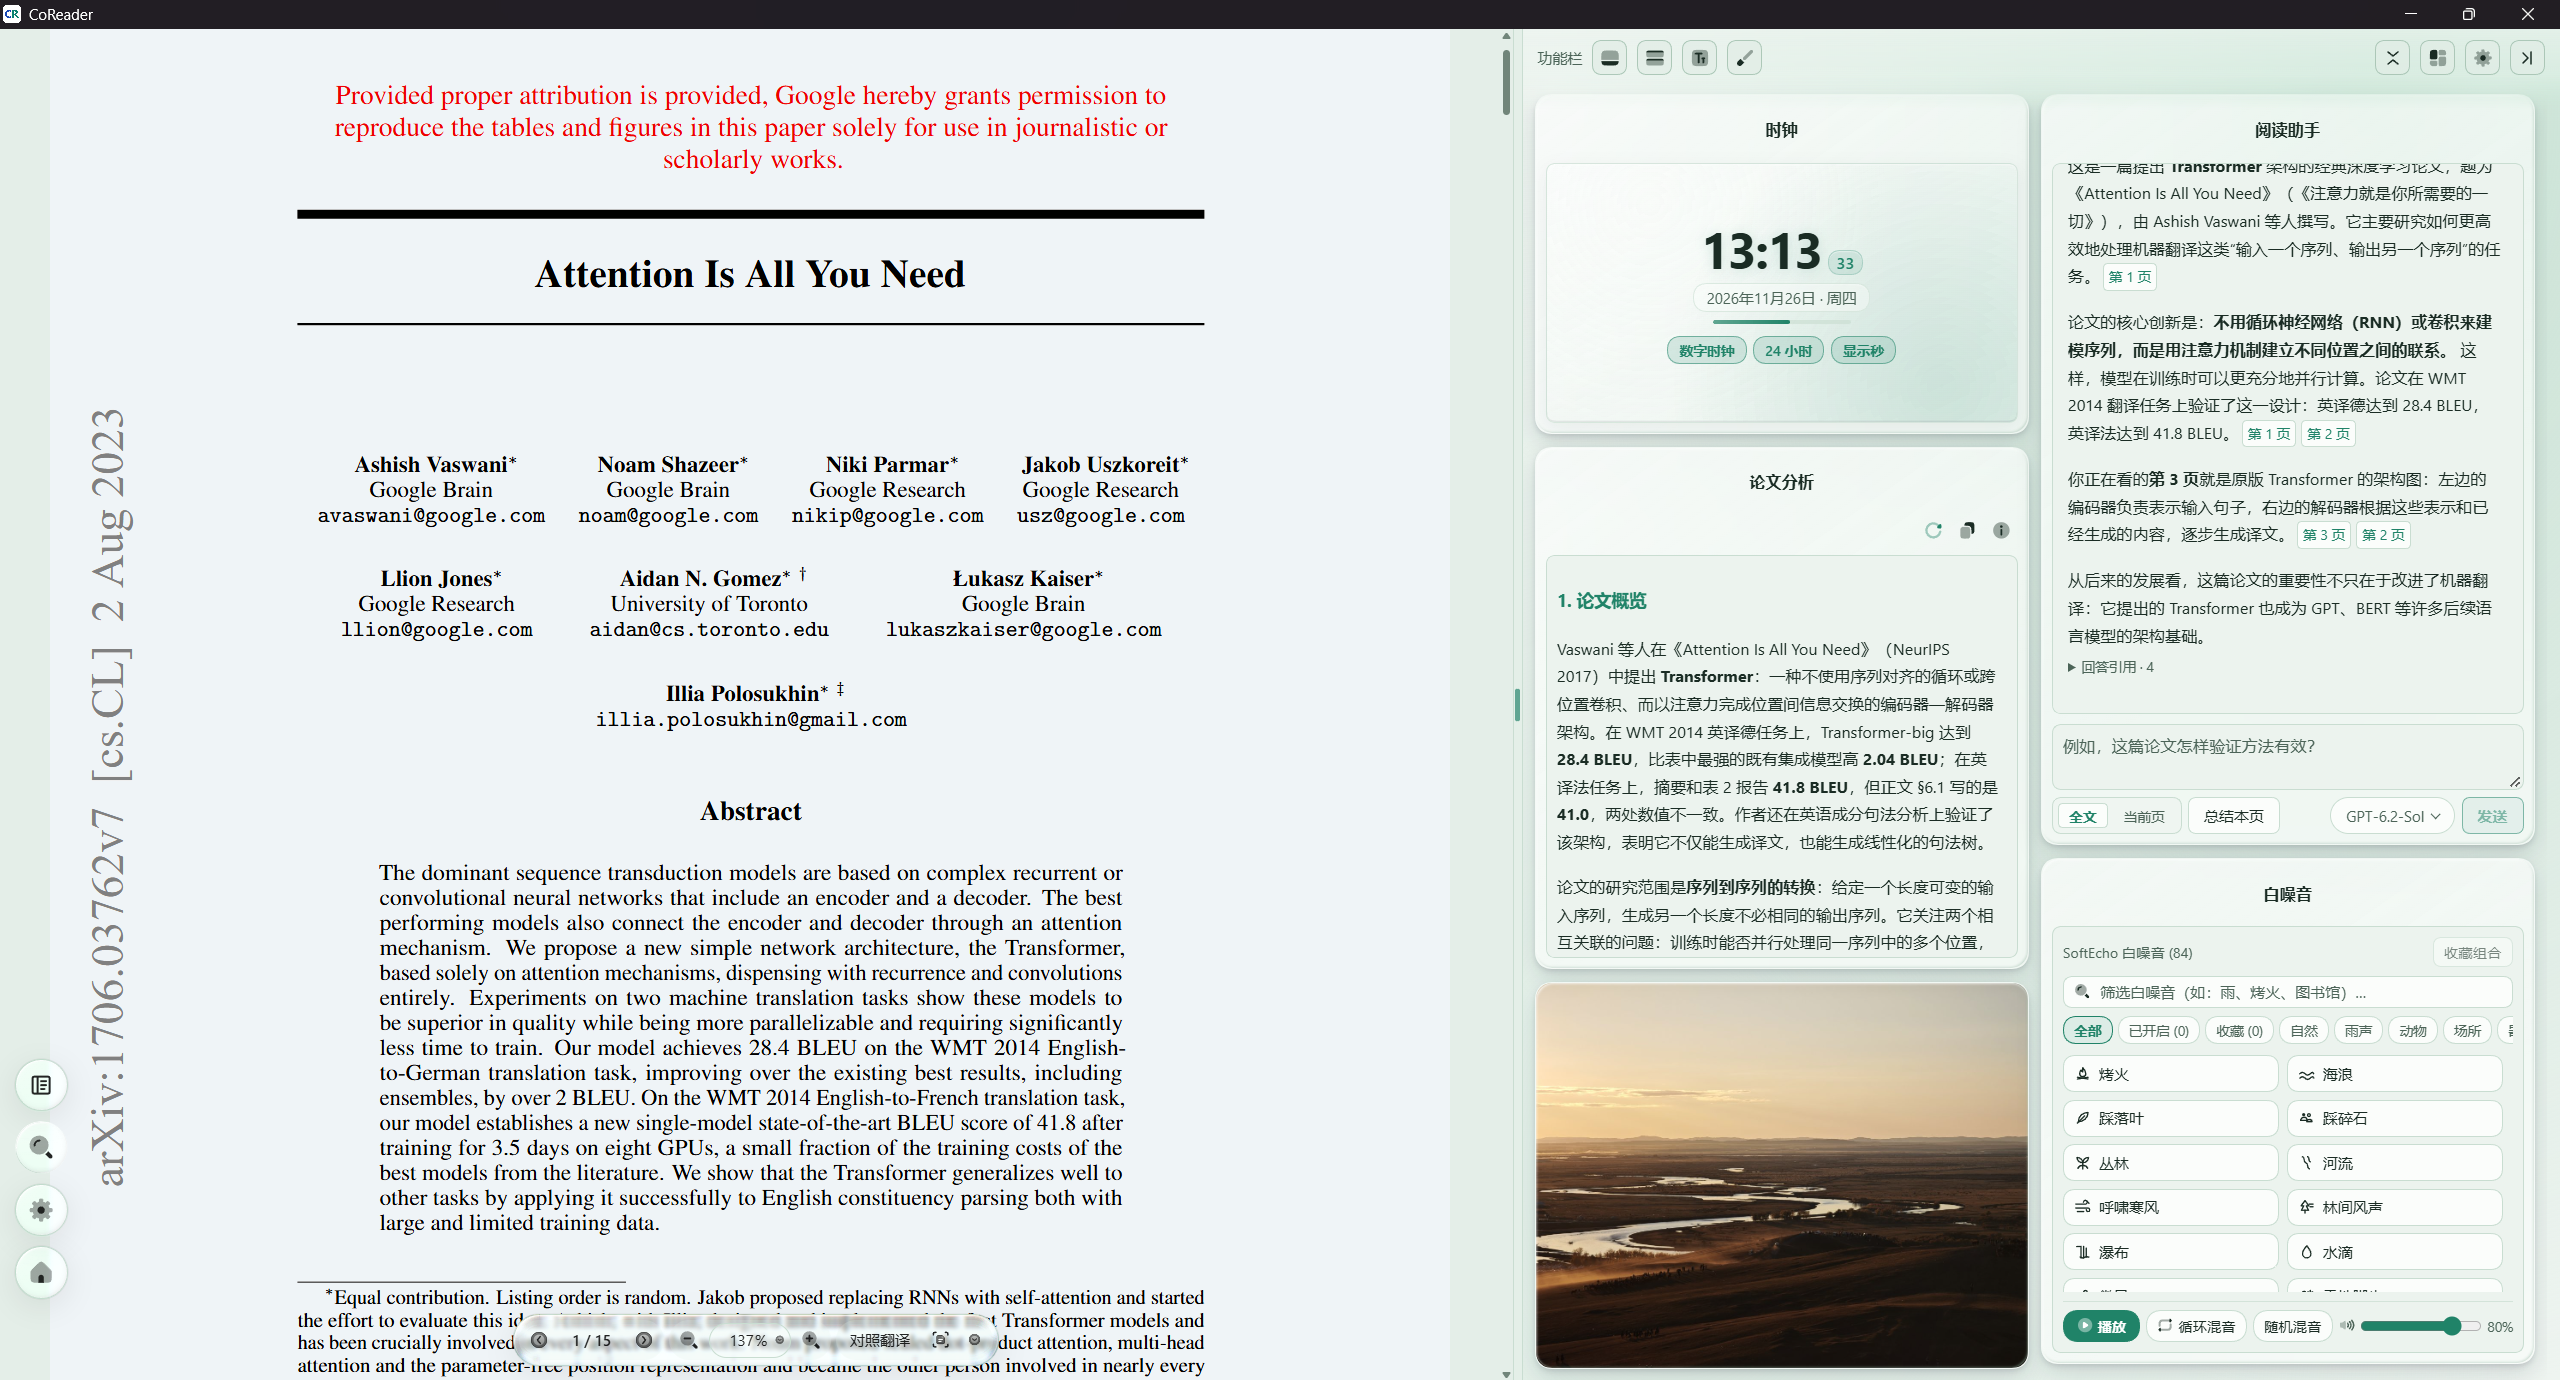 CoReader
Provided proper attribution is provided, Google hereby grants permission to
reproduce the tables and figures in this paper solely for use in journalistic or
scholarly works.
Attention Is All You Need
arXiv:1706.03762v7 [cs.CL] 2 Aug 2023
Ashish Vaswani* Noam Shazeer* Niki Parmar* Jakob Uszkoreit*
Google Brain Google Brain Google Research Google Research
avaswani@google.com noam@google.com nikip@google.com usz@google.com
Llion Jones* Aidan N. Gomez* † Łukasz Kaiser*
Google Research University of Toronto Google Brain
llion@google.com aidan@cs.toronto.edu lukaszkaiser@google.com
Illia Polosukhin* ‡
illia.polosukhin@gmail.com
Abstract
The dominant sequence transduction models are based on complex recurrent or
convolutional neural networks that include an encoder and a decoder. The best
performing models also connect the encoder and decoder through an attention
mechanism. We propose a new simple network architecture, the Transformer,
based solely on attention mechanisms, dispensing with recurrence and convolutions
entirely. Experiments on two machine translation tasks show these models to
be superior in quality while being more parallelizable and requiring significantly
less time to train. Our model achieves 28.4 BLEU on the WMT 2014 English-
to-German translation task, improving over the existing best results, including
ensembles, by over 2 BLEU. On the WMT 2014 English-to-French translation task,
our model establishes a new single-model state-of-the-art BLEU score of 41.8 after
training for 3.5 days on eight GPUs, a small fraction of the training costs of the
best models from the literature. We show that the Transformer generalizes well to
other tasks by applying it successfully to English constituency parsing both with
large and limited training data.
*Equal contribution. Listing order is random. Jakob proposed replacing RNNs with self-attention and started
the effort to evaluate this Transformer models and
has been crucially involved duct attention, multi-head
attention and the parameter-free position representation and became the other person involved in nearly every
1 / 15
137%
对照翻译
功能栏
时钟
13:13 33
2026年11月26日 · 周四
数字时钟 24 小时 显示秒
论文分析
1. 论文概览
Vaswani 等人在《Attention Is All You Need》（NeurIPS
2017）中提出 Transformer：一种不使用序列对齐的循环或跨
位置卷积、而以注意力完成位置间信息交换的编码器—解码器
架构。在 WMT 2014 英译德任务上，Transformer-big 达到
28.4 BLEU，比表中最强的既有集成模型高 2.04 BLEU；在英
译法任务上，摘要和表 2 报告 41.8 BLEU，但正文 §6.1 写的是
41.0，两处数值不一致。作者还在英语成分句法分析上验证了
该架构，表明它不仅能生成译文，也能生成线性化的句法树。
论文的研究范围是序列到序列的转换：给定一个长度可变的输
入序列，生成另一个长度不必相同的输出序列。它关注两个相
互关联的问题：训练时能否并行处理同一序列中的多个位置，
阅读助手
这是一篇提出 Transformer 架构的经典深度学习论文，题为
《Attention Is All You Need》（《注意力就是你所需要的一
切》），由 Ashish Vaswani 等人撰写。它主要研究如何更高
效地处理机器翻译这类“输入一个序列、输出另一个序列”的任
务。 第 1 页
论文的核心创新是：不用循环神经网络（RNN）或卷积来建
模序列，而是用注意力机制建立不同位置之间的联系。 这
样，模型在训练时可以更充分地并行计算。论文在 WMT
2014 翻译任务上验证了这一设计：英译德达到 28.4 BLEU，
英译法达到 41.8 BLEU。 第 1 页 第 2 页
你正在看的第 3 页就是原版 Transformer 的架构图：左边的
编码器负责表示输入句子，右边的解码器根据这些表示和已
经生成的内容，逐步生成译文。 第 3 页 第 2 页
从后来的发展看，这篇论文的重要性不只在于改进了机器翻
译：它提出的 Transformer 也成为 GPT、BERT 等许多后续语
言模型的架构基础。
回答引用 · 4
例如，这篇论文怎样验证方法有效？
全文 当前页 总结本页 GPT-6.2-Sol 发送
白噪音
SoftEcho 白噪音 (84) 收藏组合
筛选白噪音（如：雨、烤火、图书馆）...
全部 已开启 (0) 收藏 (0) 自然 雨声 动物 场所
烤火 海浪
踩落叶 踩碎石
丛林 河流
呼啸寒风 林间风声
瀑布 水滴
播放 循环混音 随机混音 80%